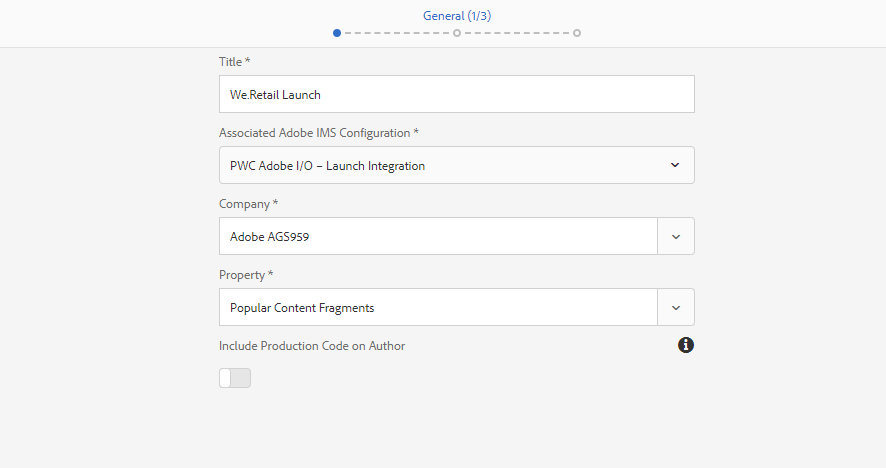 General (1/3)
Title *
We.Retail Launch
Associated Adobe IMS Configuration *
PWC Adobe I/O – Launch Integration
Company *
Adobe AGS959
Property *
Popular Content Fragments
Include Production Code on Author